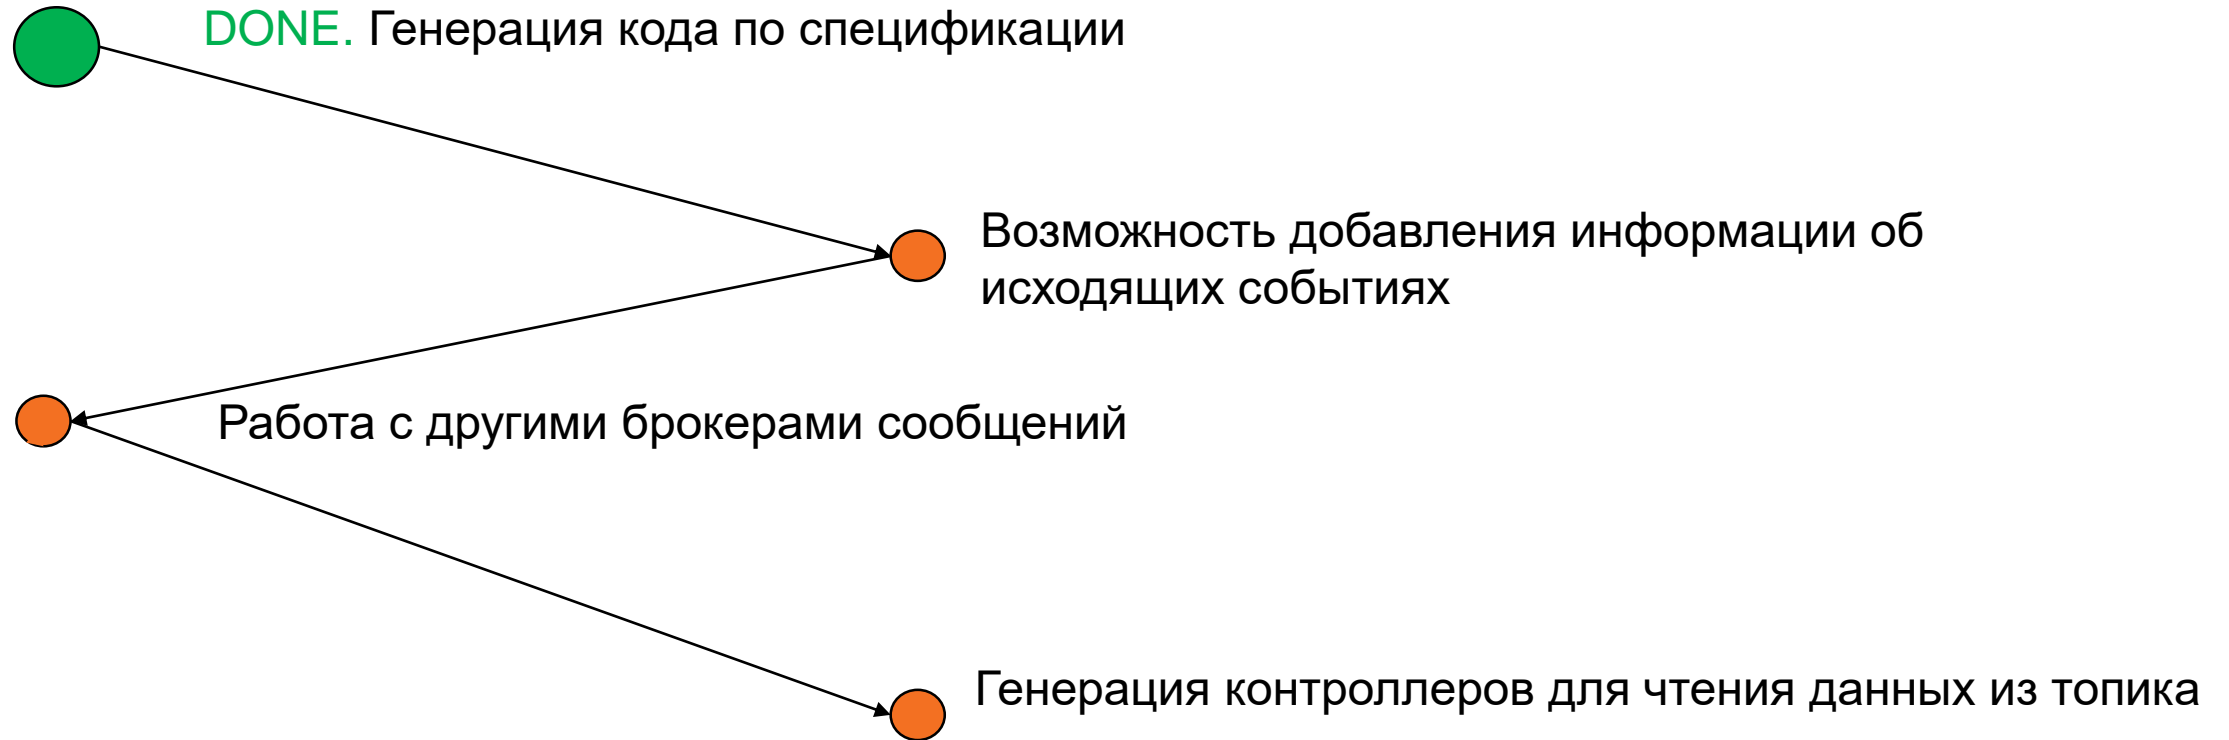 DONE. Генерация кода по спецификации
Возможность добавления информации об
исходящих событиях
Работа с другими брокерами сообщений
Генерация контроллеров для чтения данных из топика